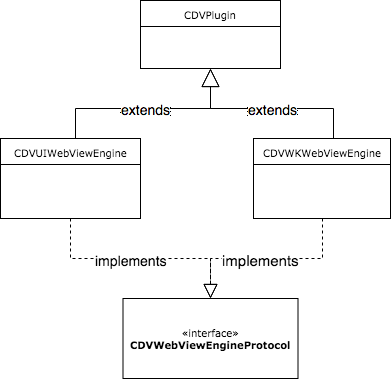 CDVPlugin
extends
extends
CDVUIWebViewEngine
CDVWKWebViewEngine
implements
implements
«interface»
CDVWebViewEngineProtocol